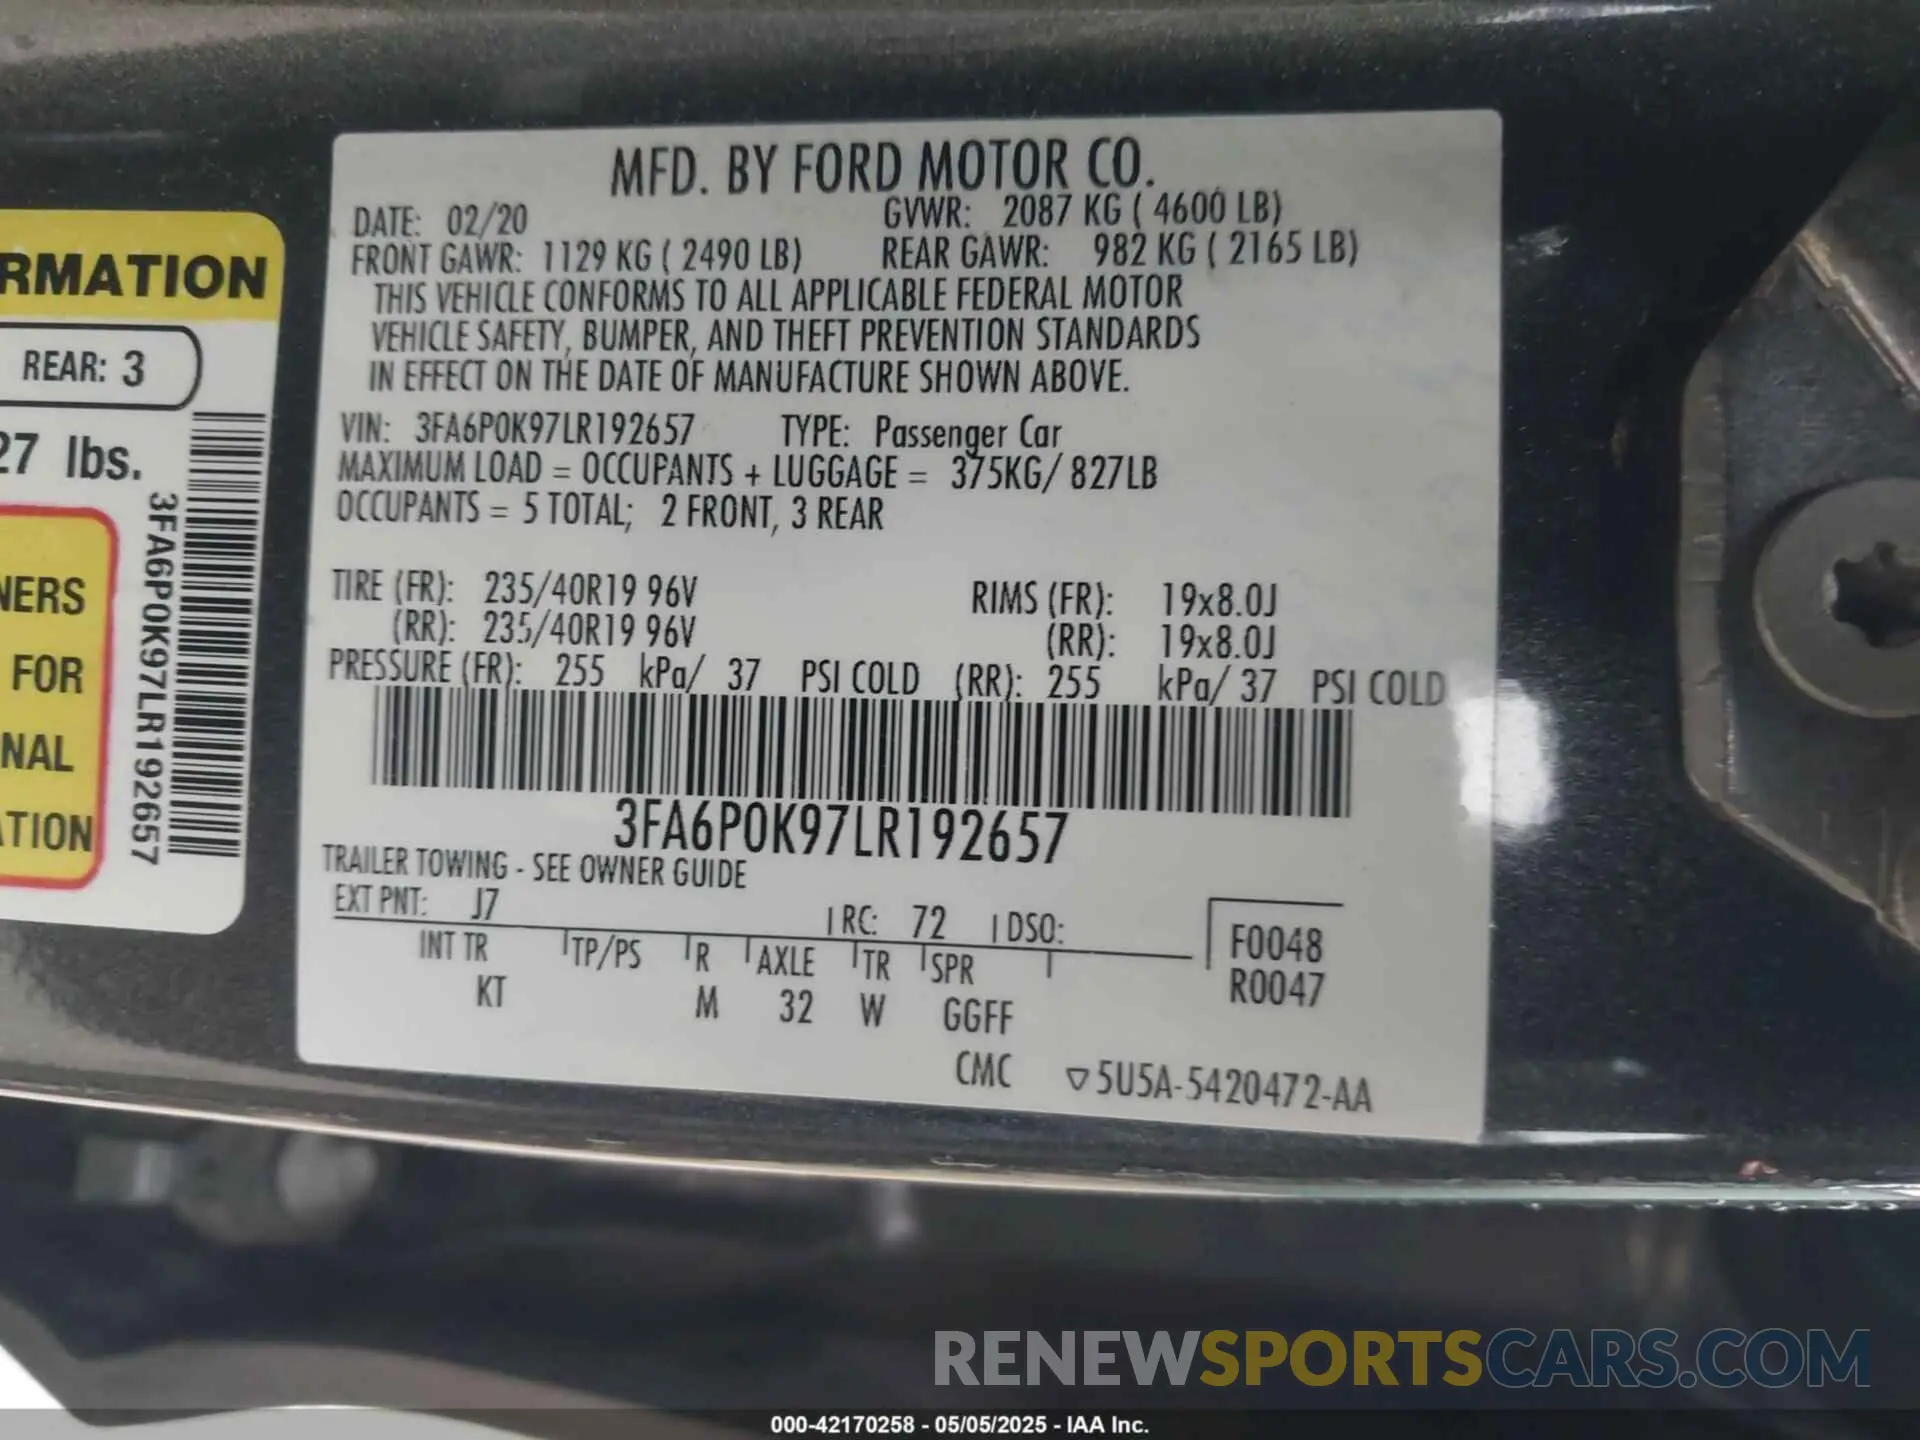 MFD. BY FORD MOTOR CO.
DATE: 02/20 GVWR: 2087 KG ( 4600 LB)
FRONT GAWR: 1129 KG ( 2490 LB) REAR GAWR: 982 KG ( 2165 LB)
THIS VEHICLE CONFORMS TO ALL APPLICABLE FEDERAL MOTOR
VEHICLE SAFETY, BUMPER, AND THEFT PREVENTION STANDARDS
IN EFFECT ON THE DATE OF MANUFACTURE SHOWN ABOVE.
VIN: 3FA6P0K97LR192657 TYPE: Passenger Car
MAXIMUM LOAD = OCCUPANTS + LUGGAGE = 375KG/ 827LB
OCCUPANTS = 5 TOTAL; 2 FRONT, 3 REAR
TIRE (FR): 235/40R19 96V RIMS (FR): 19x8.0J
(RR): 235/40R19 96V (RR): 19x8.0J
PRESSURE (FR): 255 kPa/ 37 PSI COLD (RR): 255 kPa/ 37 PSI COLD
3FA6P0K97LR192657
TRAILER TOWING - SEE OWNER GUIDE
EXT PNT: J7 RC: 72 DSO:
INT TR TP/PS R AXLE TR SPR
KT M 32 W GGFF
F0048
R0047
CMC ▽5U5A-5420472-AA
RMATION
REAR: 3
27 lbs.
NERS
FOR
NAL
ATION
3FA6P0K97LR192657
RENEWSPORTSCARS.COM
000-42170258 - 05/05/2025 - IAA Inc.